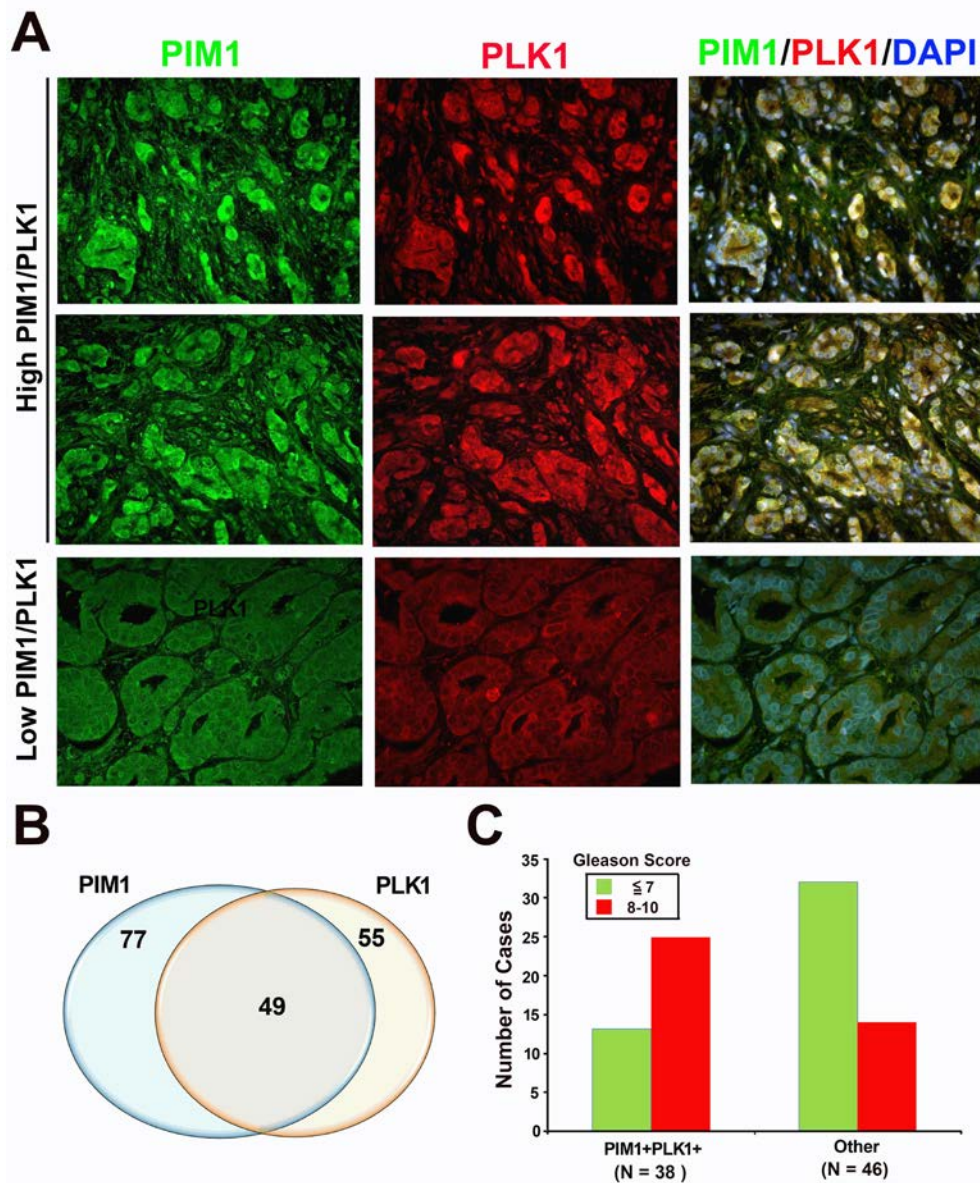 A
PIM1
PLK1
PIM1/PLK1/DAPI
High PIM1/PLK1
Low PIM1/PLK1
PLK1
B
PIM1
PLK1
77
55
49
C
Gleason Score
≦ 7
8-10
Number of Cases
35
30
25
20
15
10
5
0
PIM1+PLK1+
(N = 38 )
Other
(N = 46)